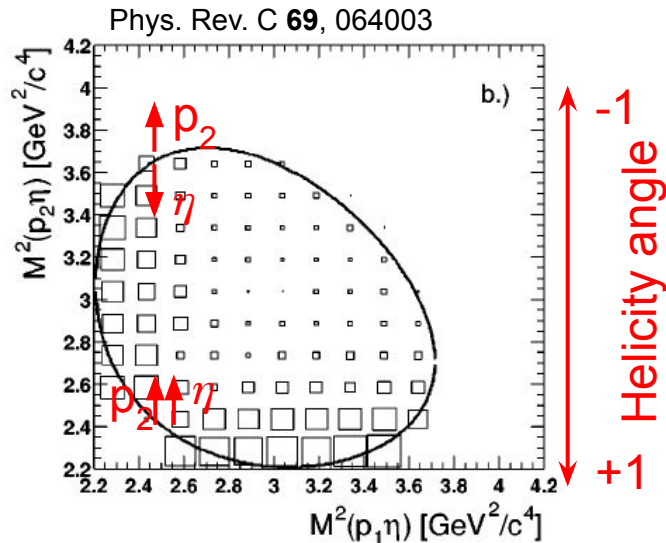 Phys. Rev. C 69, 064003
M²(p₂η) [GeV²/c⁴]
4.2
4
3.8
3.6
3.4
3.2
3
2.8
2.6
2.4
2.2
b.)
p₂
η
p₂
η
2.2 2.4 2.6 2.8 3 3.2 3.4 3.6 3.8 4 4.2
M²(p₁η) [GeV²/c⁴]
-1
Helicity angle
+1